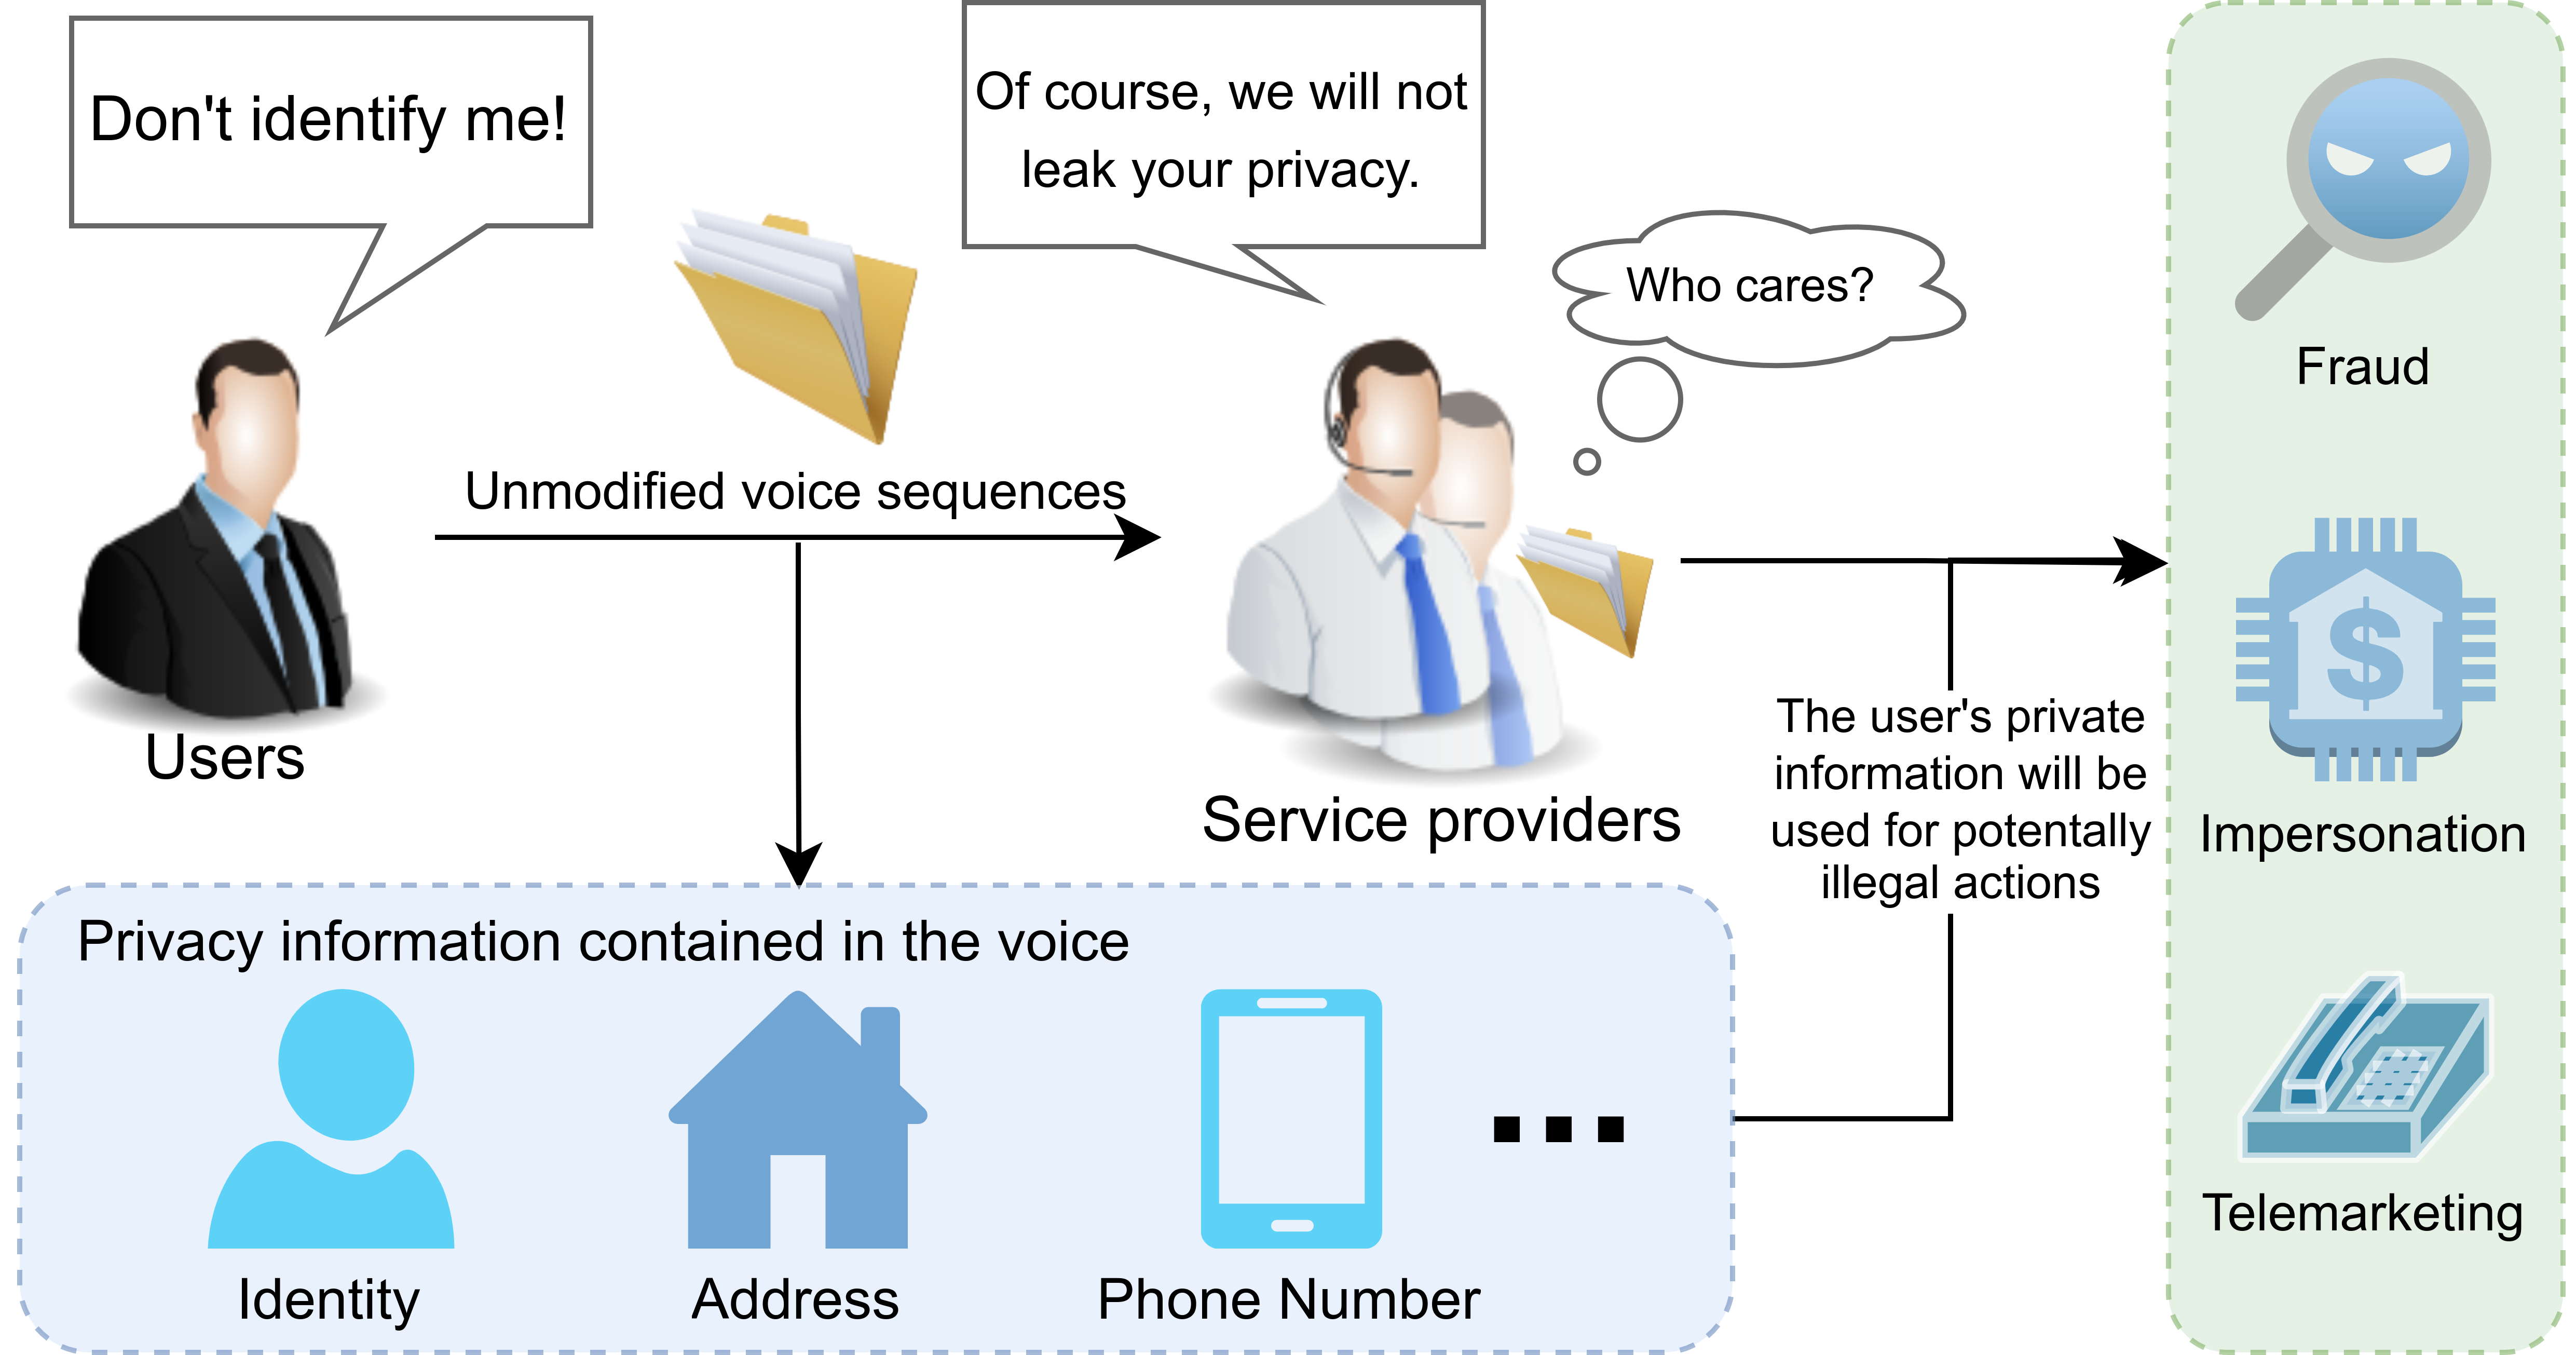 Don't identify me!
Of course, we will not
leak your privacy.
Who cares?
Unmodified voice sequences
Users
Service providers
The user's private
information will be
used for potentally
illegal actions
Privacy information contained in the voice
Identity
Address
Phone Number
...
Fraud
$
Impersonation
Telemarketing